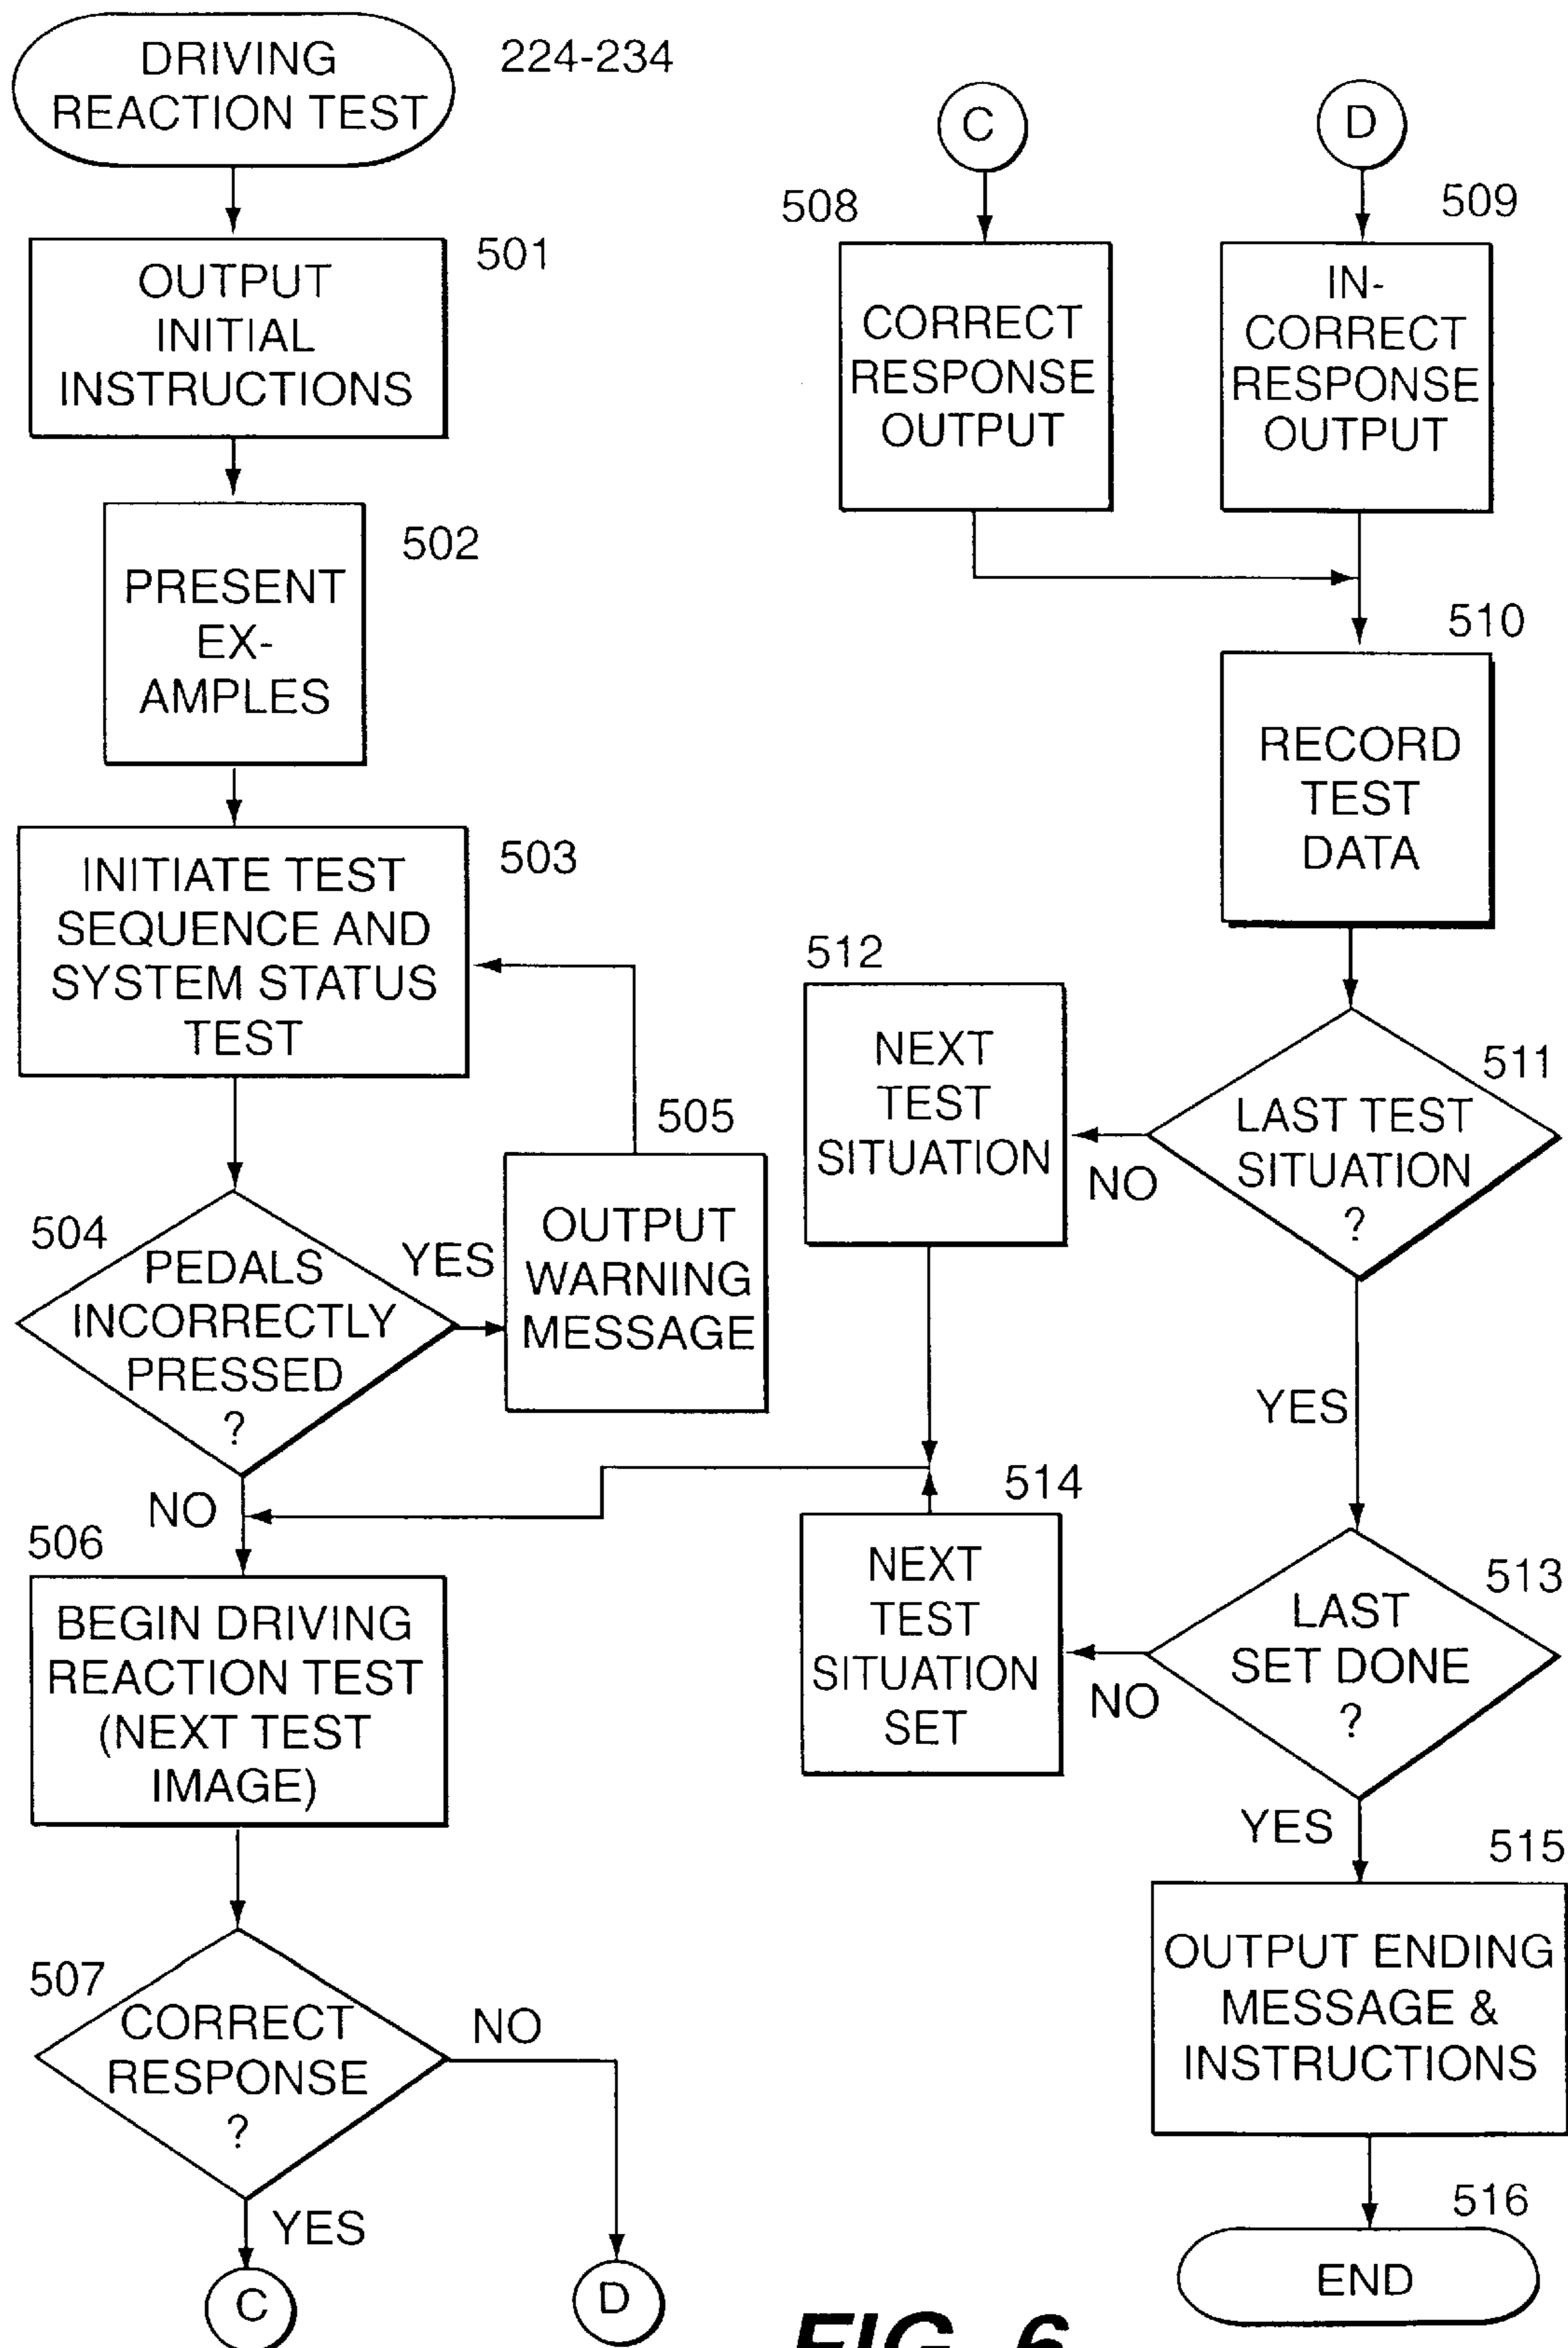 DRIVING
REACTION TEST
224-234
501
OUTPUT
INITIAL
INSTRUCTIONS
502
PRESENT
EX-
AMPLES
503
INITIATE TEST
SEQUENCE AND
SYSTEM STATUS
TEST
504
PEDALS
INCORRECTLY
PRESSED
?
YES
505
OUTPUT
WARNING
MESSAGE
NO
506
BEGIN DRIVING
REACTION TEST
(NEXT TEST
IMAGE)
507
CORRECT
RESPONSE
?
NO
YES
C
D
C
D
508
CORRECT
RESPONSE
OUTPUT
509
IN-
CORRECT
RESPONSE
OUTPUT
510
RECORD
TEST
DATA
511
LAST TEST
SITUATION
?
NO
512
NEXT
TEST
SITUATION
YES
513
LAST
SET DONE
?
NO
514
NEXT
TEST
SITUATION
SET
YES
515
OUTPUT ENDING
MESSAGE &
INSTRUCTIONS
516
END
FIG. 6